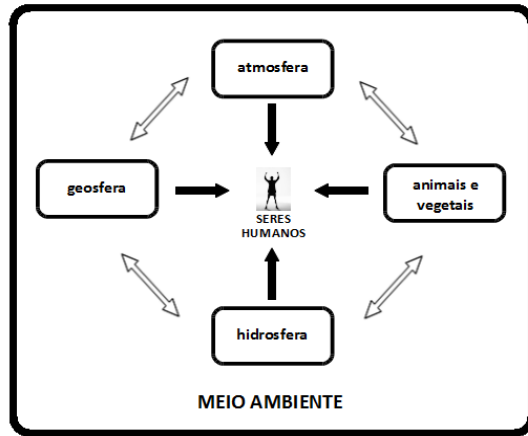 atmosfera
geosfera
SERES
HUMANOS
animais e
vegetais
hidrosfera
MEIO AMBIENTE